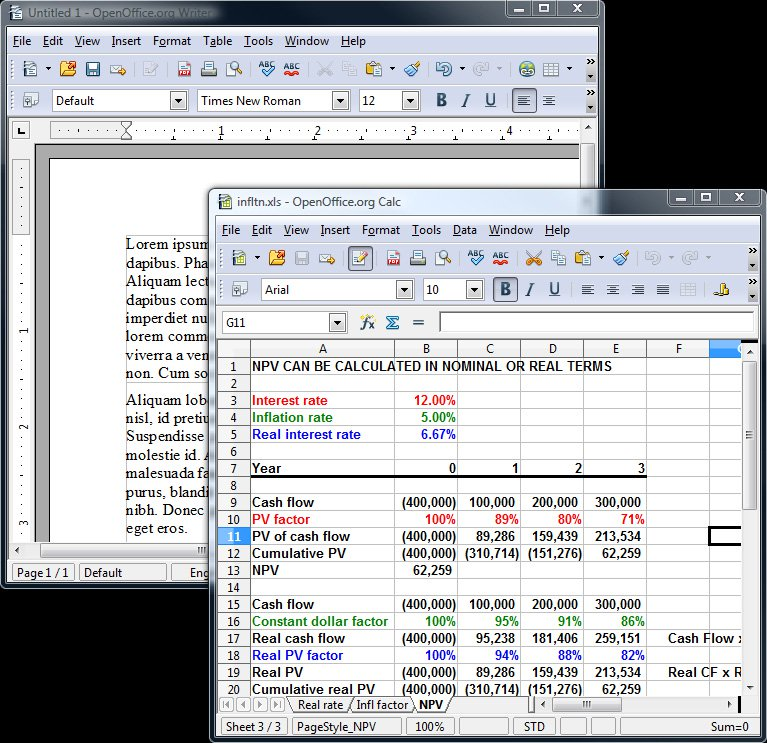 Untitled 1 - OpenOffice.org Writer
File Edit View Insert Format Table Tools Window Help
Default Times New Roman 12 B I U
1 2 3 4
Lorem ipsum
dapibus. Pha
Aliquam lect
dapibus com
imperdiet nu
lorem comm
viverra a ven
non. Cum so
Aliquam lobo
nisl, id pretiu
Suspendisse
molestie id. A
malesuada fa
purus, blandi
nibh. Donec
eget eros.
1
2
3
Page 1 / 1 Default Eng
infltn.xls - OpenOffice.org Calc
File Edit View Insert Format Tools Data Window Help
Arial 10 B I U
G11
A B C D E F
1 NPV CAN BE CALCULATED IN NOMINAL OR REAL TERMS
2
3 Interest rate 12.00%
4 Inflation rate 5.00%
5 Real interest rate 6.67%
6
7 Year 0 1 2 3
8
9 Cash flow (400,000) 100,000 200,000 300,000
10 PV factor 100% 89% 80% 71%
11 PV of cash flow (400,000) 89,286 159,439 213,534
12 Cumulative PV (400,000) (310,714) (151,276) 62,259
13 NPV 62,259
14
15 Cash flow (400,000) 100,000 200,000 300,000
16 Constant dollar factor 100% 95% 91% 86%
17 Real cash flow (400,000) 95,238 181,406 259,151 Cash Flow x
18 Real PV factor 100% 94% 88% 82%
19 Real PV (400,000) 89,286 159,439 213,534 Real CF x R
20 Cumulative real PV (400,000) (310,714) (151,276) 62,259
Real rate Infl factor NPV
Sheet 3 / 3 PageStyle_NPV 100% STD Sum=0